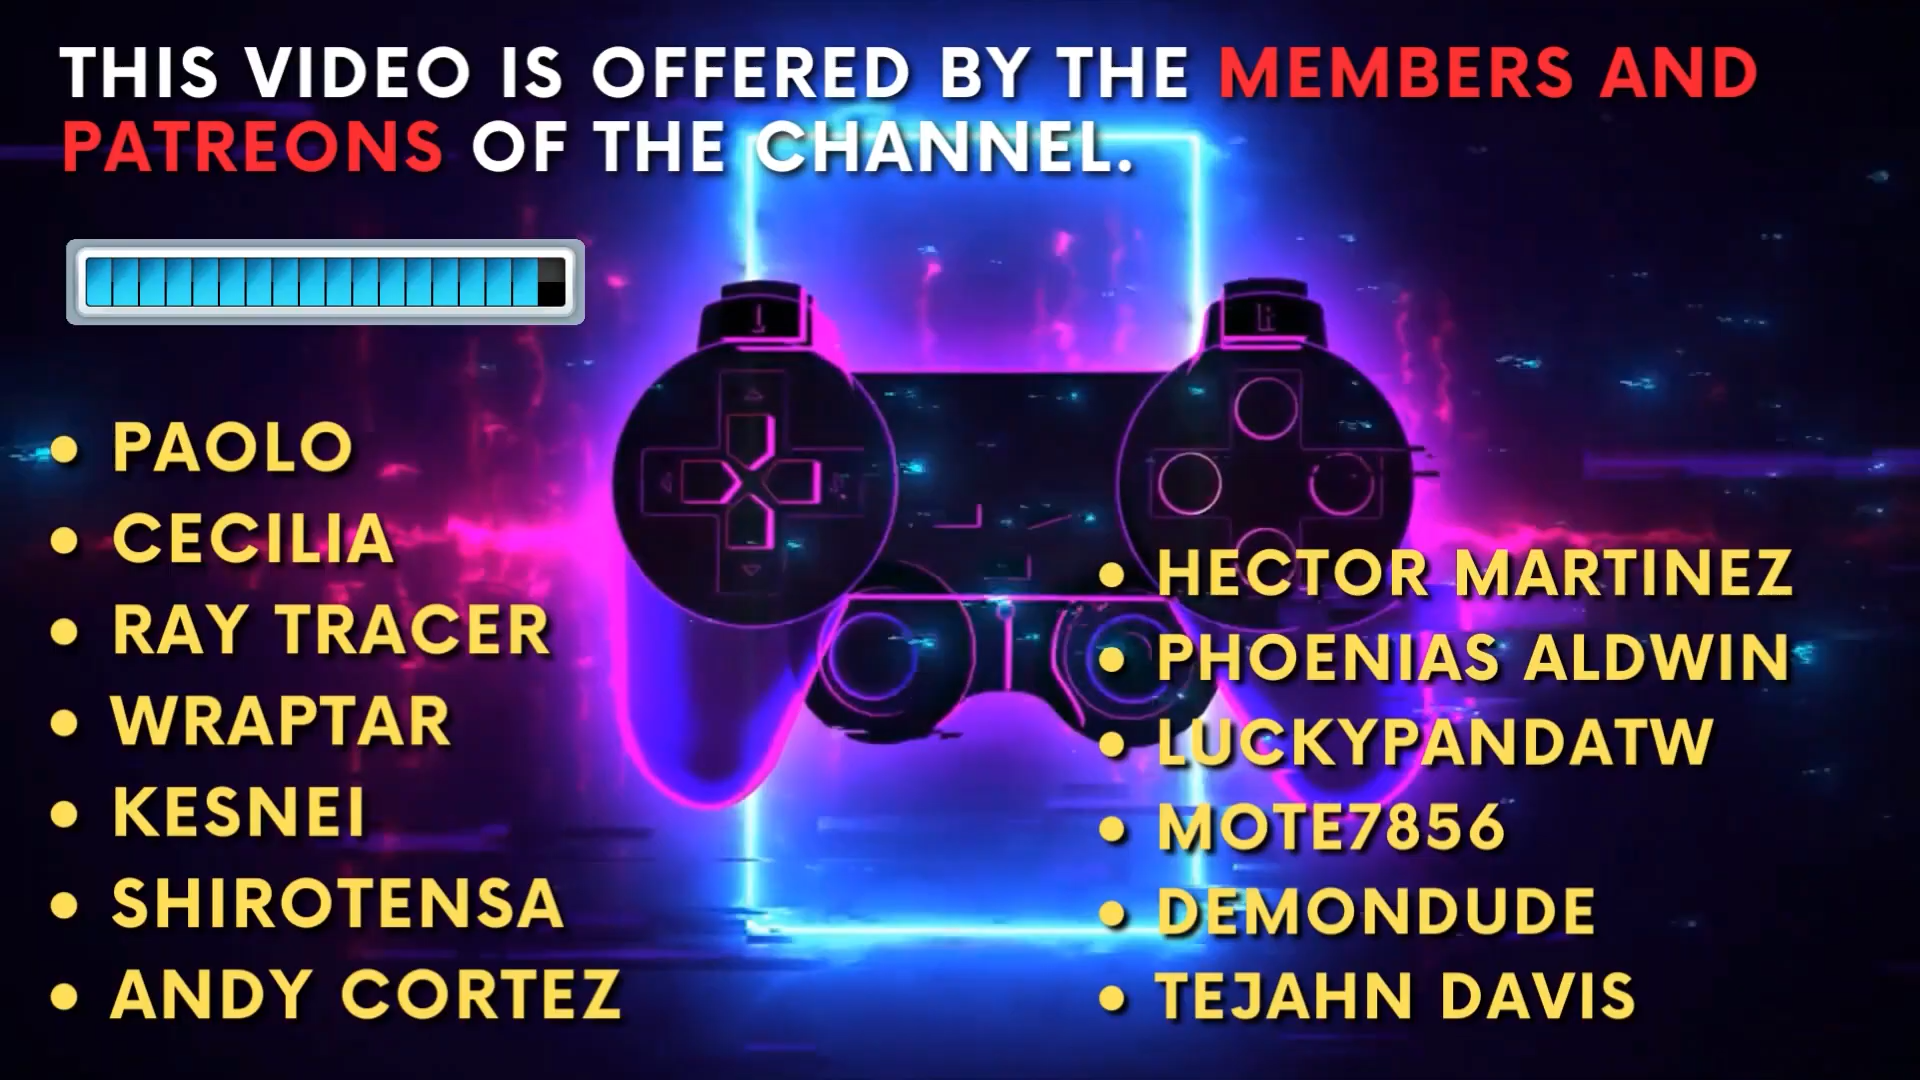 THIS VIDEO IS OFFERED BY THE MEMBERS AND
PATREONS OF THE CHANNEL.
• PAOLO
• CECILIA
• RAY TRACER
• WRAPTAR
• KESNEI
• SHIROTENSA
• ANDY CORTEZ
• HECTOR MARTINEZ
• PHOENIAS ALDWIN
• LUCKYPANDATW
• MOTE7856
• DEMONDUDE
• TEJAHN DAVIS